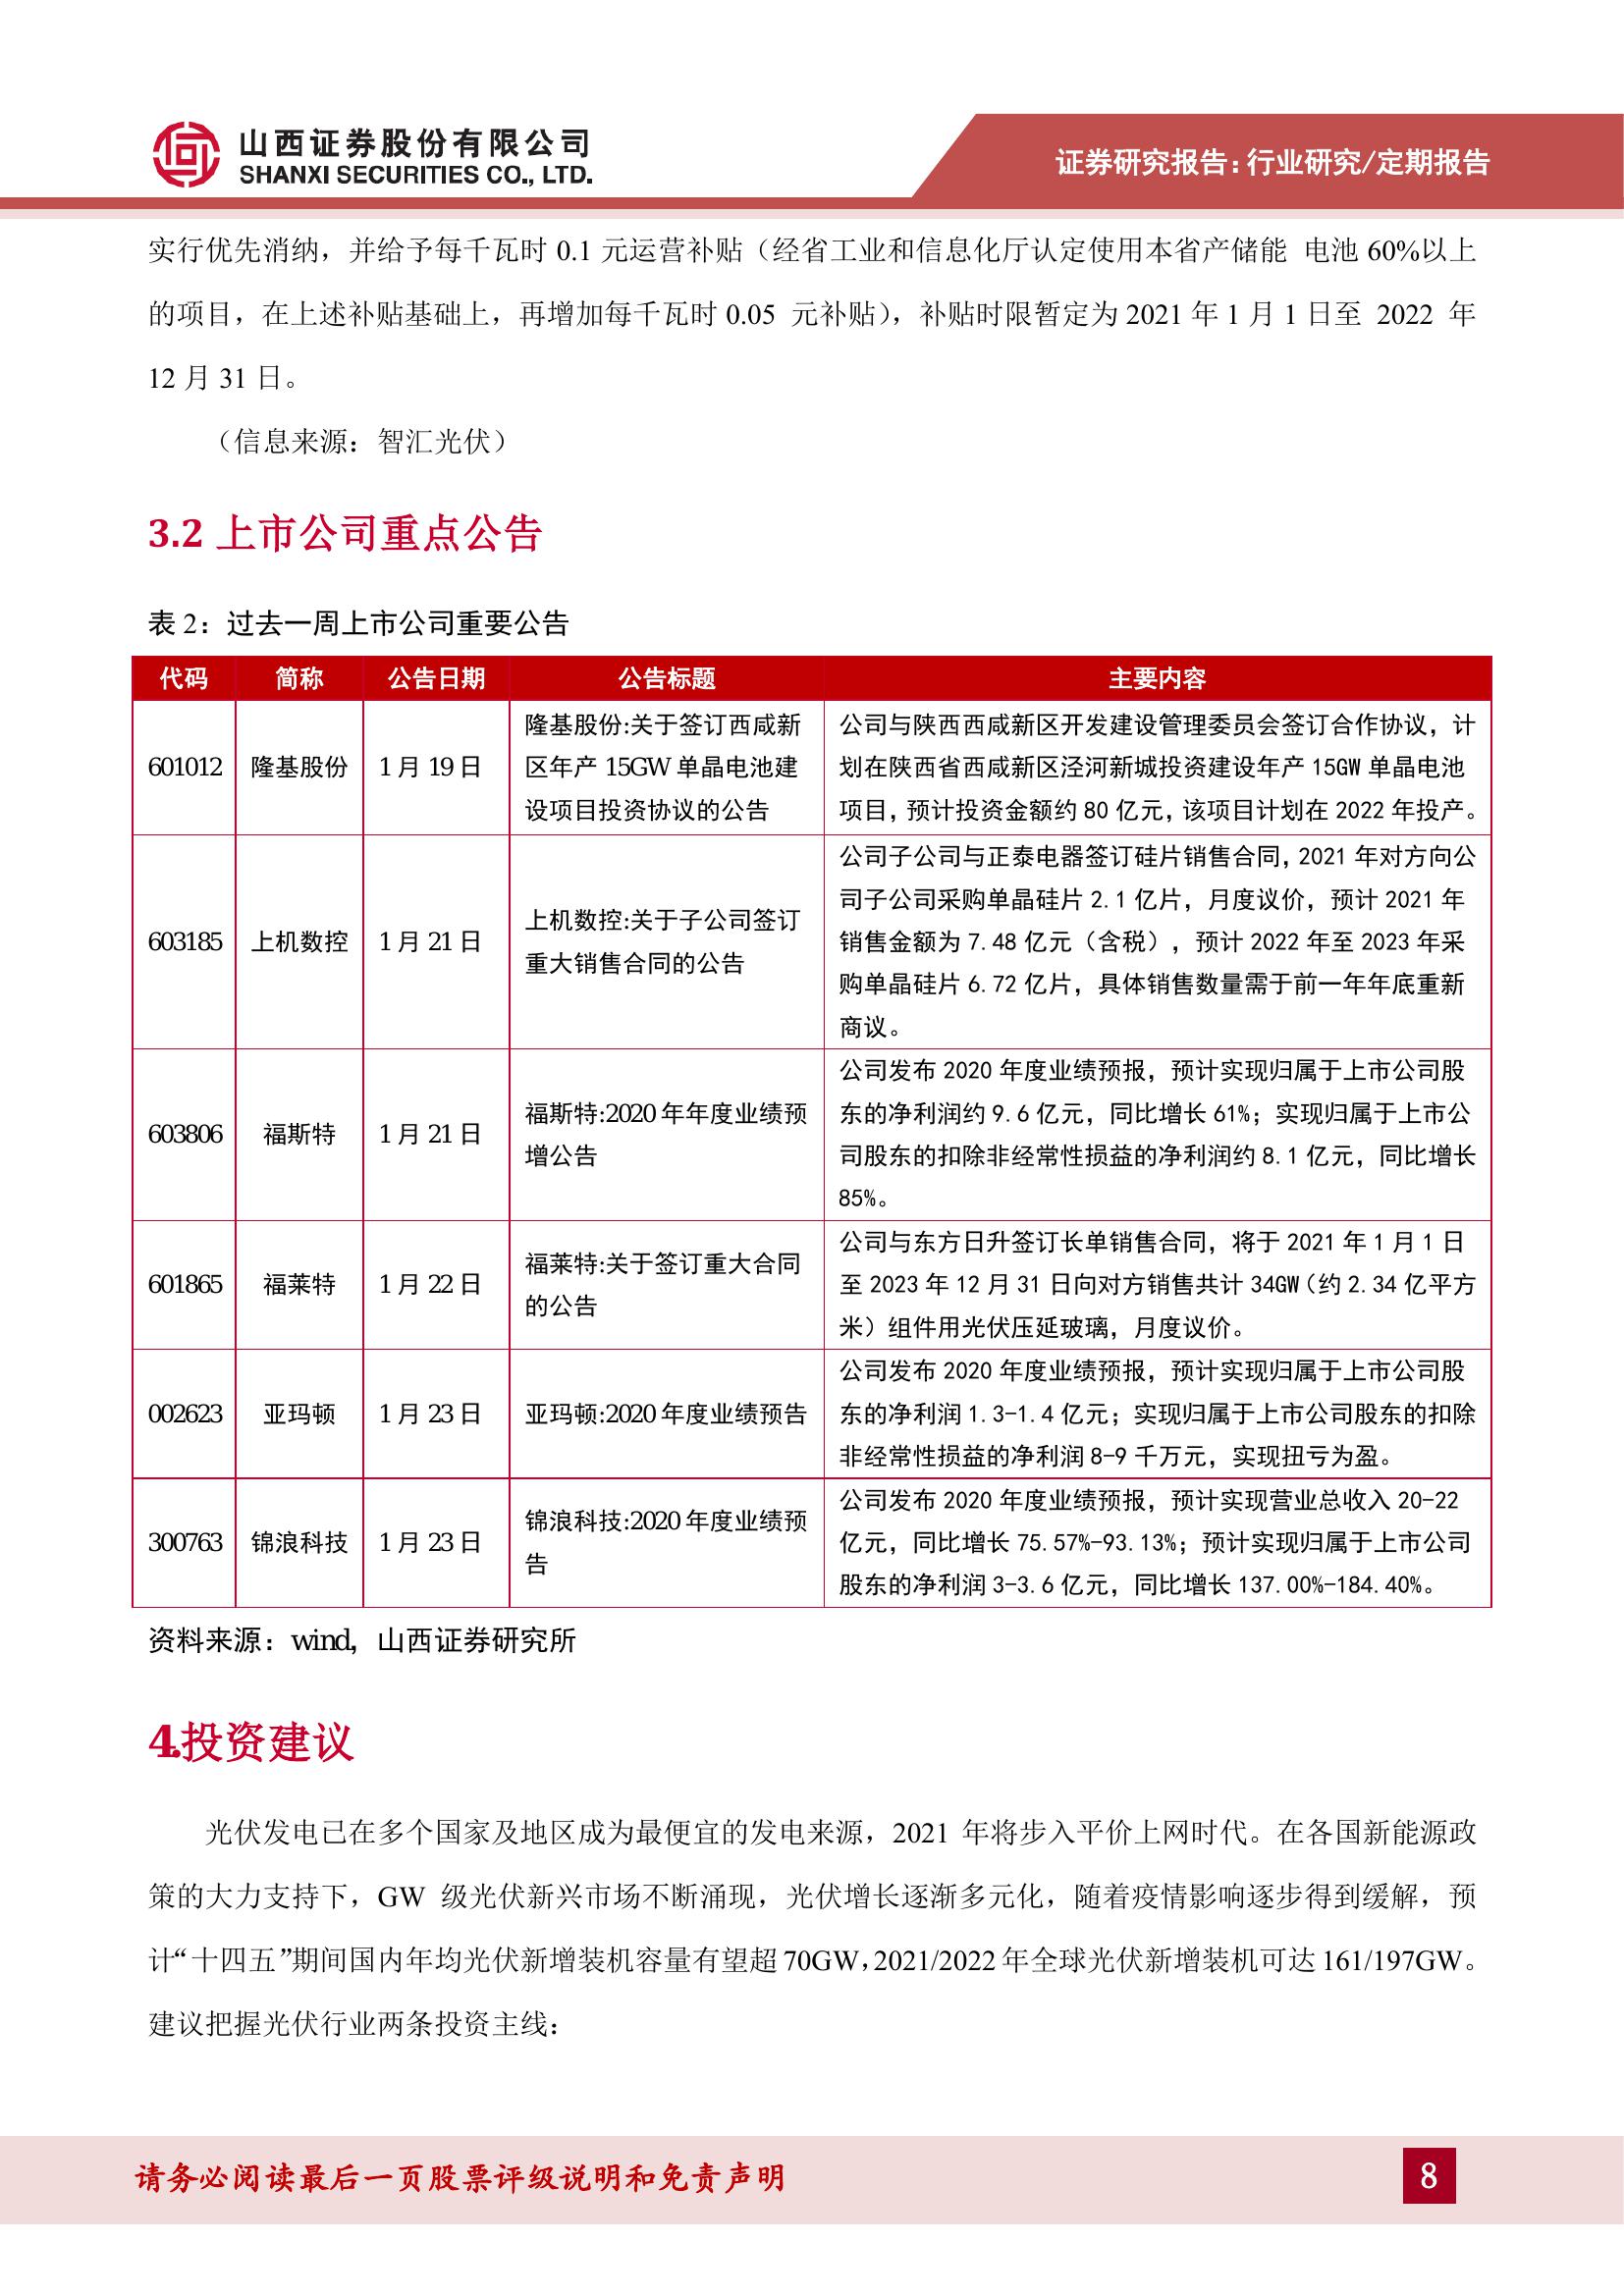 山西证券股份有限公司
SHANXI SECURITIES CO., LTD.
证券研究报告:行业研究/定期报告
实行优先消纳，并给予每千瓦时 0.1 元运营补贴（经省工业和信息化厅认定使用本省产储能 电池 60%以上
的项目，在上述补贴基础上，再增加每千瓦时 0.05 元补贴），补贴时限暂定为 2021 年 1 月 1 日至 2022 年
12 月 31 日。
（信息来源：智汇光伏）
3.2 上市公司重点公告
表 2：过去一周上市公司重要公告
代码 简称 公告日期 公告标题 主要内容
601012 隆基股份 1 月 19 日
隆基股份:关于签订西咸新
区年产 15GW 单晶电池建
设项目投资协议的公告
公司与陕西西咸新区开发建设管理委员会签订合作协议，计
划在陕西省西咸新区泾河新城投资建设年产 15GW 单晶电池
项目，预计投资金额约 80 亿元，该项目计划在 2022 年投产。
603185 上机数控 1 月 21 日
上机数控:关于子公司签订
重大销售合同的公告
公司子公司与正泰电器签订硅片销售合同，2021 年对方向公
司子公司采购单晶硅片 2.1 亿片，月度议价，预计 2021 年
销售金额为 7.48 亿元（含税），预计 2022 年至 2023 年采
购单晶硅片 6.72 亿片，具体销售数量需于前一年年底重新
商议。
603806 福斯特 1 月 21 日
福斯特:2020 年年度业绩预
增公告
公司发布 2020 年度业绩预报，预计实现归属于上市公司股
东的净利润约 9.6 亿元，同比增长 61%；实现归属于上市公
司股东的扣除非经常性损益的净利润约 8.1 亿元，同比增长
85%。
601865 福莱特 1 月 22 日
福莱特:关于签订重大合同
的公告
公司与东方日升签订长单销售合同，将于 2021 年 1 月 1 日
至 2023 年 12 月 31 日向对方销售共计 34GW（约 2.34 亿平方
米）组件用光伏压延玻璃，月度议价。
002623 亚玛顿 1 月 23 日 亚玛顿:2020 年度业绩预告
公司发布 2020 年度业绩预报，预计实现归属于上市公司股
东的净利润 1.3-1.4 亿元；实现归属于上市公司股东的扣除
非经常性损益的净利润 8-9 千万元，实现扭亏为盈。
300763 锦浪科技 1 月 23 日
锦浪科技:2020 年度业绩预
告
公司发布 2020 年度业绩预报，预计实现营业总收入 20-22
亿元，同比增长 75.57%-93.13%；预计实现归属于上市公司
股东的净利润 3-3.6 亿元，同比增长 137.00%-184.40%。
资料来源：wind，山西证券研究所
4.投资建议
光伏发电已在多个国家及地区成为最便宜的发电来源，2021 年将步入平价上网时代。在各国新能源政
策的大力支持下，GW 级光伏新兴市场不断涌现，光伏增长逐渐多元化，随着疫情影响逐步得到缓解，预
计“十四五”期间国内年均光伏新增装机容量有望超 70GW，2021/2022 年全球光伏新增装机可达 161/197GW。
建议把握光伏行业两条投资主线：
请务必阅读最后一页股票评级说明和免责声明
8